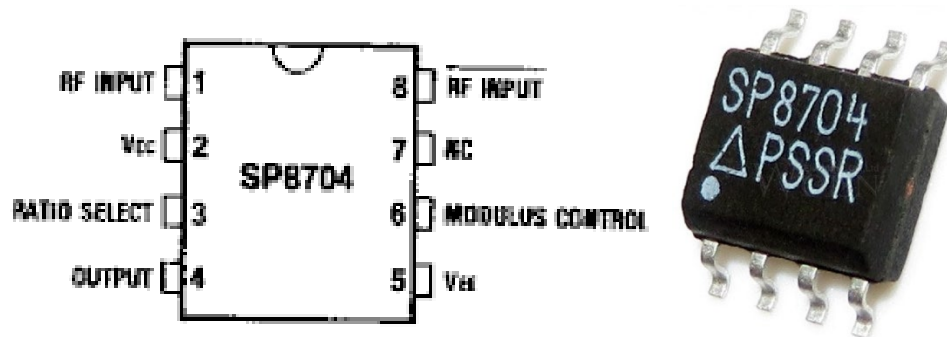 RF INPUT 1
VCC 2
RATIO SELECT 3
OUTPUT 4
SP8704
8 RF INPUT
7 NC
6 MODULUS CONTROL
5 VEE
SP8704
△PSSR